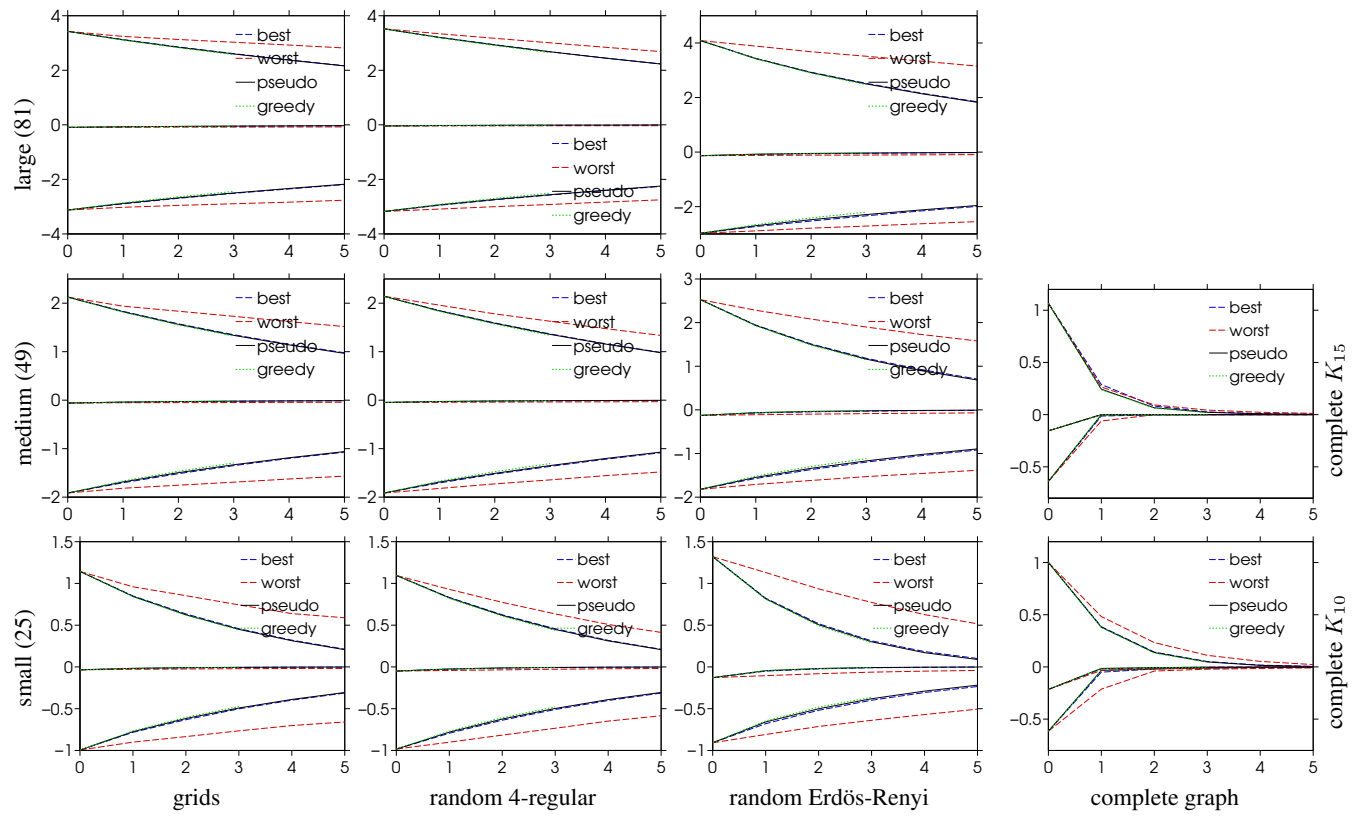 large (81)
4
2
0
−2
−4
0 1 2 3 4 5
best
worst
pseudo
greedy
4
2
0
−2
−4
0 1 2 3 4 5
best
worst
pseudo
greedy
4
2
0
−2
0 1 2 3 4 5
best
worst
pseudo
greedy
medium (49)
2
1
0
−1
−2
0 1 2 3 4 5
best
worst
pseudo
greedy
2
1
0
−1
−2
0 1 2 3 4 5
best
worst
pseudo
greedy
3
2
1
0
−1
−2
0 1 2 3 4 5
best
worst
pseudo
greedy
1
0.5
0
−0.5
0 1 2 3 4 5
best
worst
pseudo
greedy
complete K15
small (25)
1.5
1
0.5
0
−0.5
−1
0 1 2 3 4 5
best
worst
pseudo
greedy
grids
1.5
1
0.5
0
−0.5
−1
0 1 2 3 4 5
best
worst
pseudo
greedy
random 4-regular
1.5
1
0.5
0
−0.5
−1
0 1 2 3 4 5
best
worst
pseudo
greedy
random Erdös-Renyi
1
0.5
0
−0.5
0 1 2 3 4 5
best
worst
pseudo
greedy
complete graph
complete K10